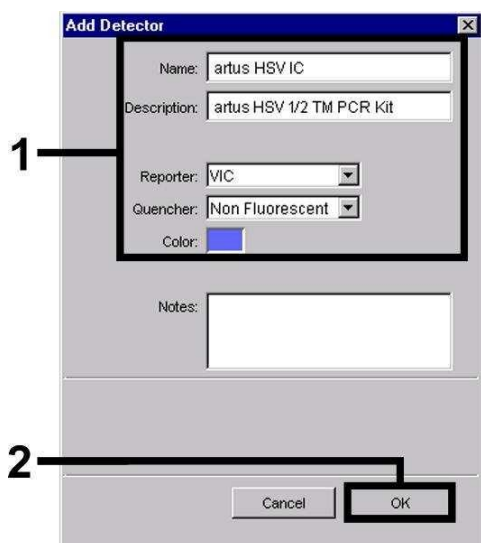 Add Detector
1
Name: artus HSV IC
Description: artus HSV 1/2 TM PCR Kit
Reporter: VIC
Quencher: Non Fluorescent
Color:
Notes:
2
Cancel OK